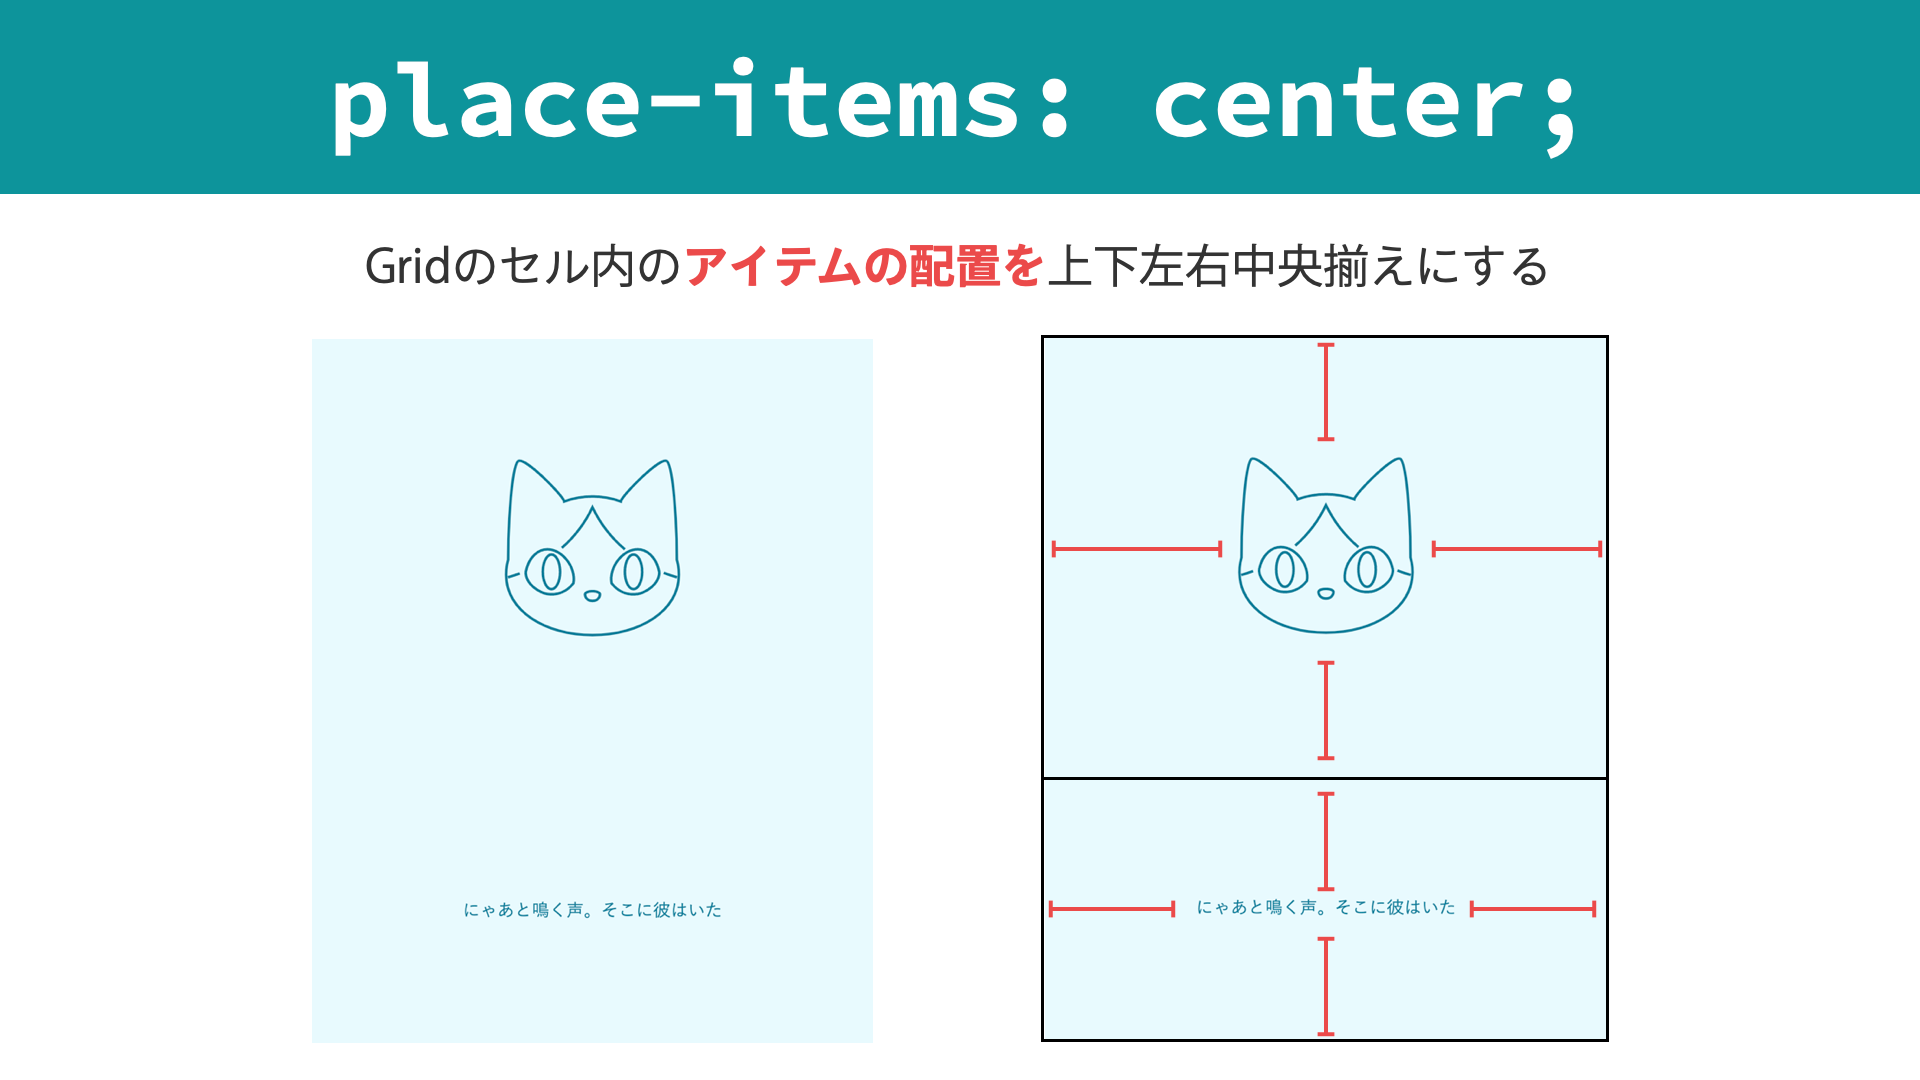 place-items: center;
Gridのセル内のアイテムの配置を上下左右中央揃えにする
にゃあと鳴く声。そこに彼はいた
にゃあと鳴く声。そこに彼はいた